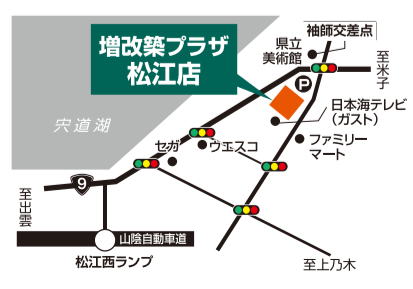 袖師交差点
県立
美術館
至米子
増改築プラザ
松江店
P
日本海テレビ
(ガスト)
宍道湖
ファミリー
マート
セガ
ヴェスコ
9
至出雲
山陰自動車道
松江西ランプ
至上乃木